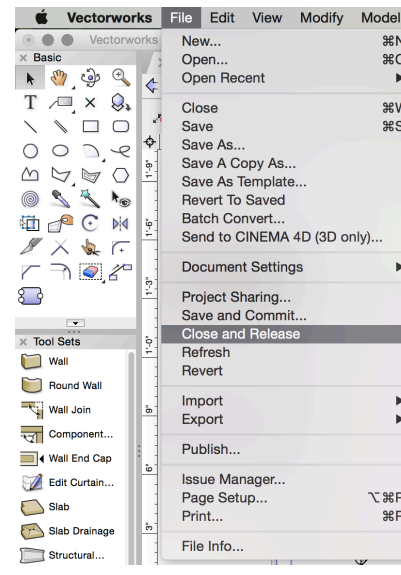 Vectorworks File Edit View Modify Model
Vectorworks
Basic
New... ⌘N
Open... ⌘O
Open Recent
Close ⌘W
Save ⌘S
Save As...
Save A Copy As...
Save As Template...
Revert To Saved
Batch Convert...
Send to CINEMA 4D (3D only)...
Document Settings
Project Sharing...
Save and Commit...
Close and Release
Refresh
Revert
Import
Export
Publish...
Issue Manager...
Page Setup... ⌥⌘P
Print... ⌘P
File Info...
Tool Sets
Wall
Round Wall
Wall Join
Component...
Wall End Cap
Edit Curtain...
Slab
Slab Drainage
Structural...
1'-9"
1'-6"
1'-3"
1'-0"
9"
6"
3"